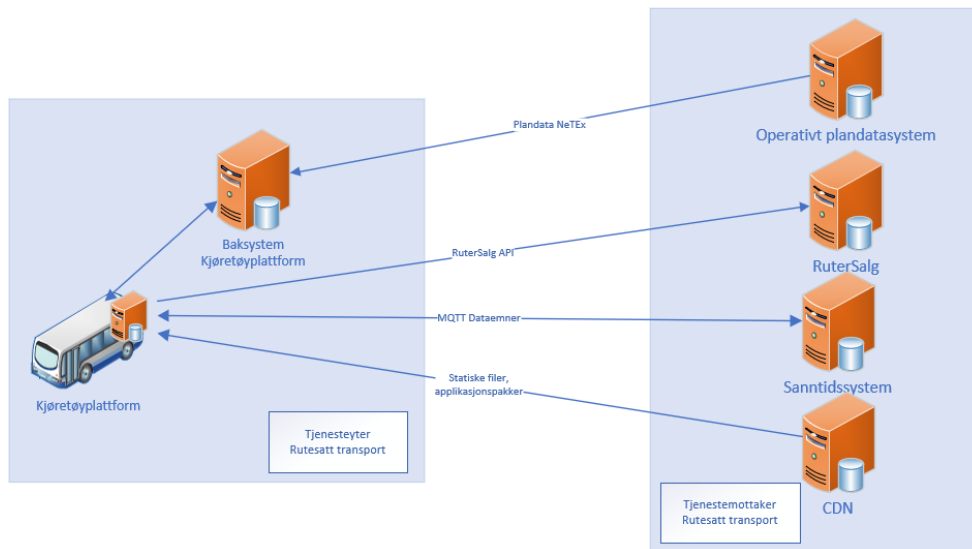 Plandata NeTEx
Operativt plandatasystem
Baksystem
Kjøretøyplattform
RuterSalg API
RuterSalg
MQTT Dataemner
Statiske filer,
applikasjonspakker
Sanntidssystem
Kjøretøyplattform
Tjenesteyter
Rutesatt transport
Tjenestemottaker
Rutesatt transport
CDN